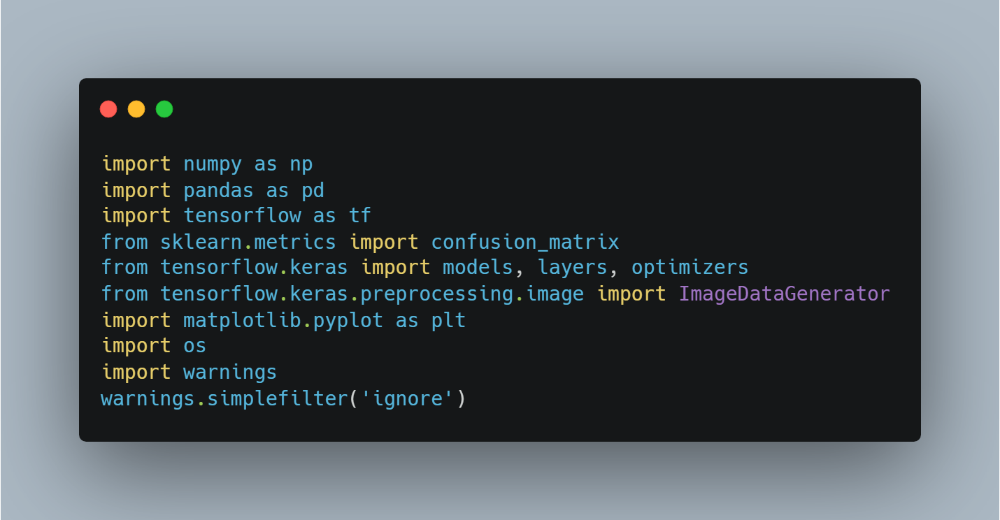 import numpy as np
import pandas as pd
import tensorflow as tf
from sklearn.metrics import confusion_matrix
from tensorflow.keras import models, layers, optimizers
from tensorflow.keras.preprocessing.image import ImageDataGenerator
import matplotlib.pyplot as plt
import os
import warnings
warnings.simplefilter('ignore')